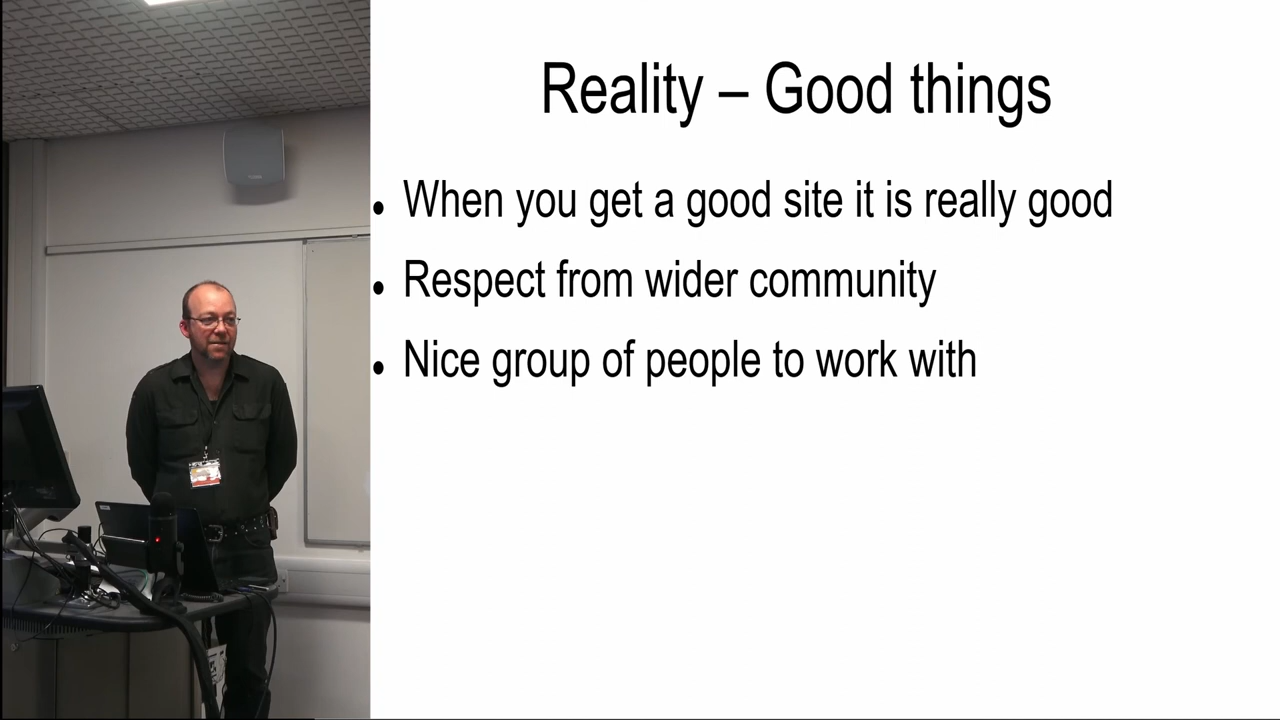 Reality – Good things
• When you get a good site it is really good
• Respect from wider community
• Nice group of people to work with